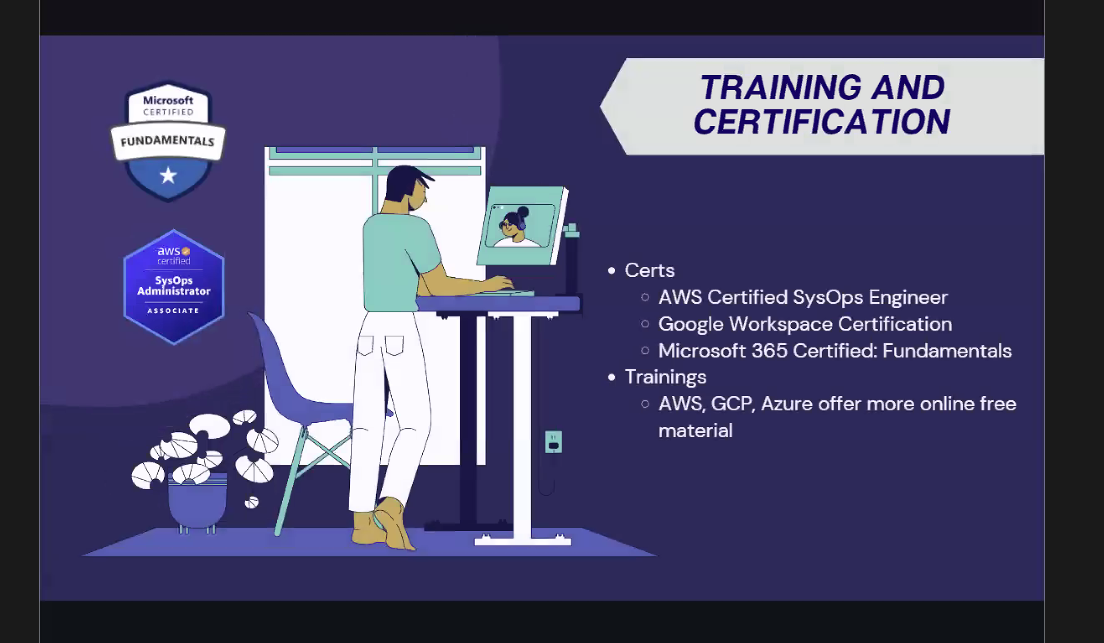 Microsoft
CERTIFIED
FUNDAMENTALS
aws
certified
SysOps
Administrator
ASSOCIATE
TRAINING AND
CERTIFICATION
• Certs
○ AWS Certified SysOps Engineer
○ Google Workspace Certification
○ Microsoft 365 Certified: Fundamentals
• Trainings
○ AWS, GCP, Azure offer more online free
material